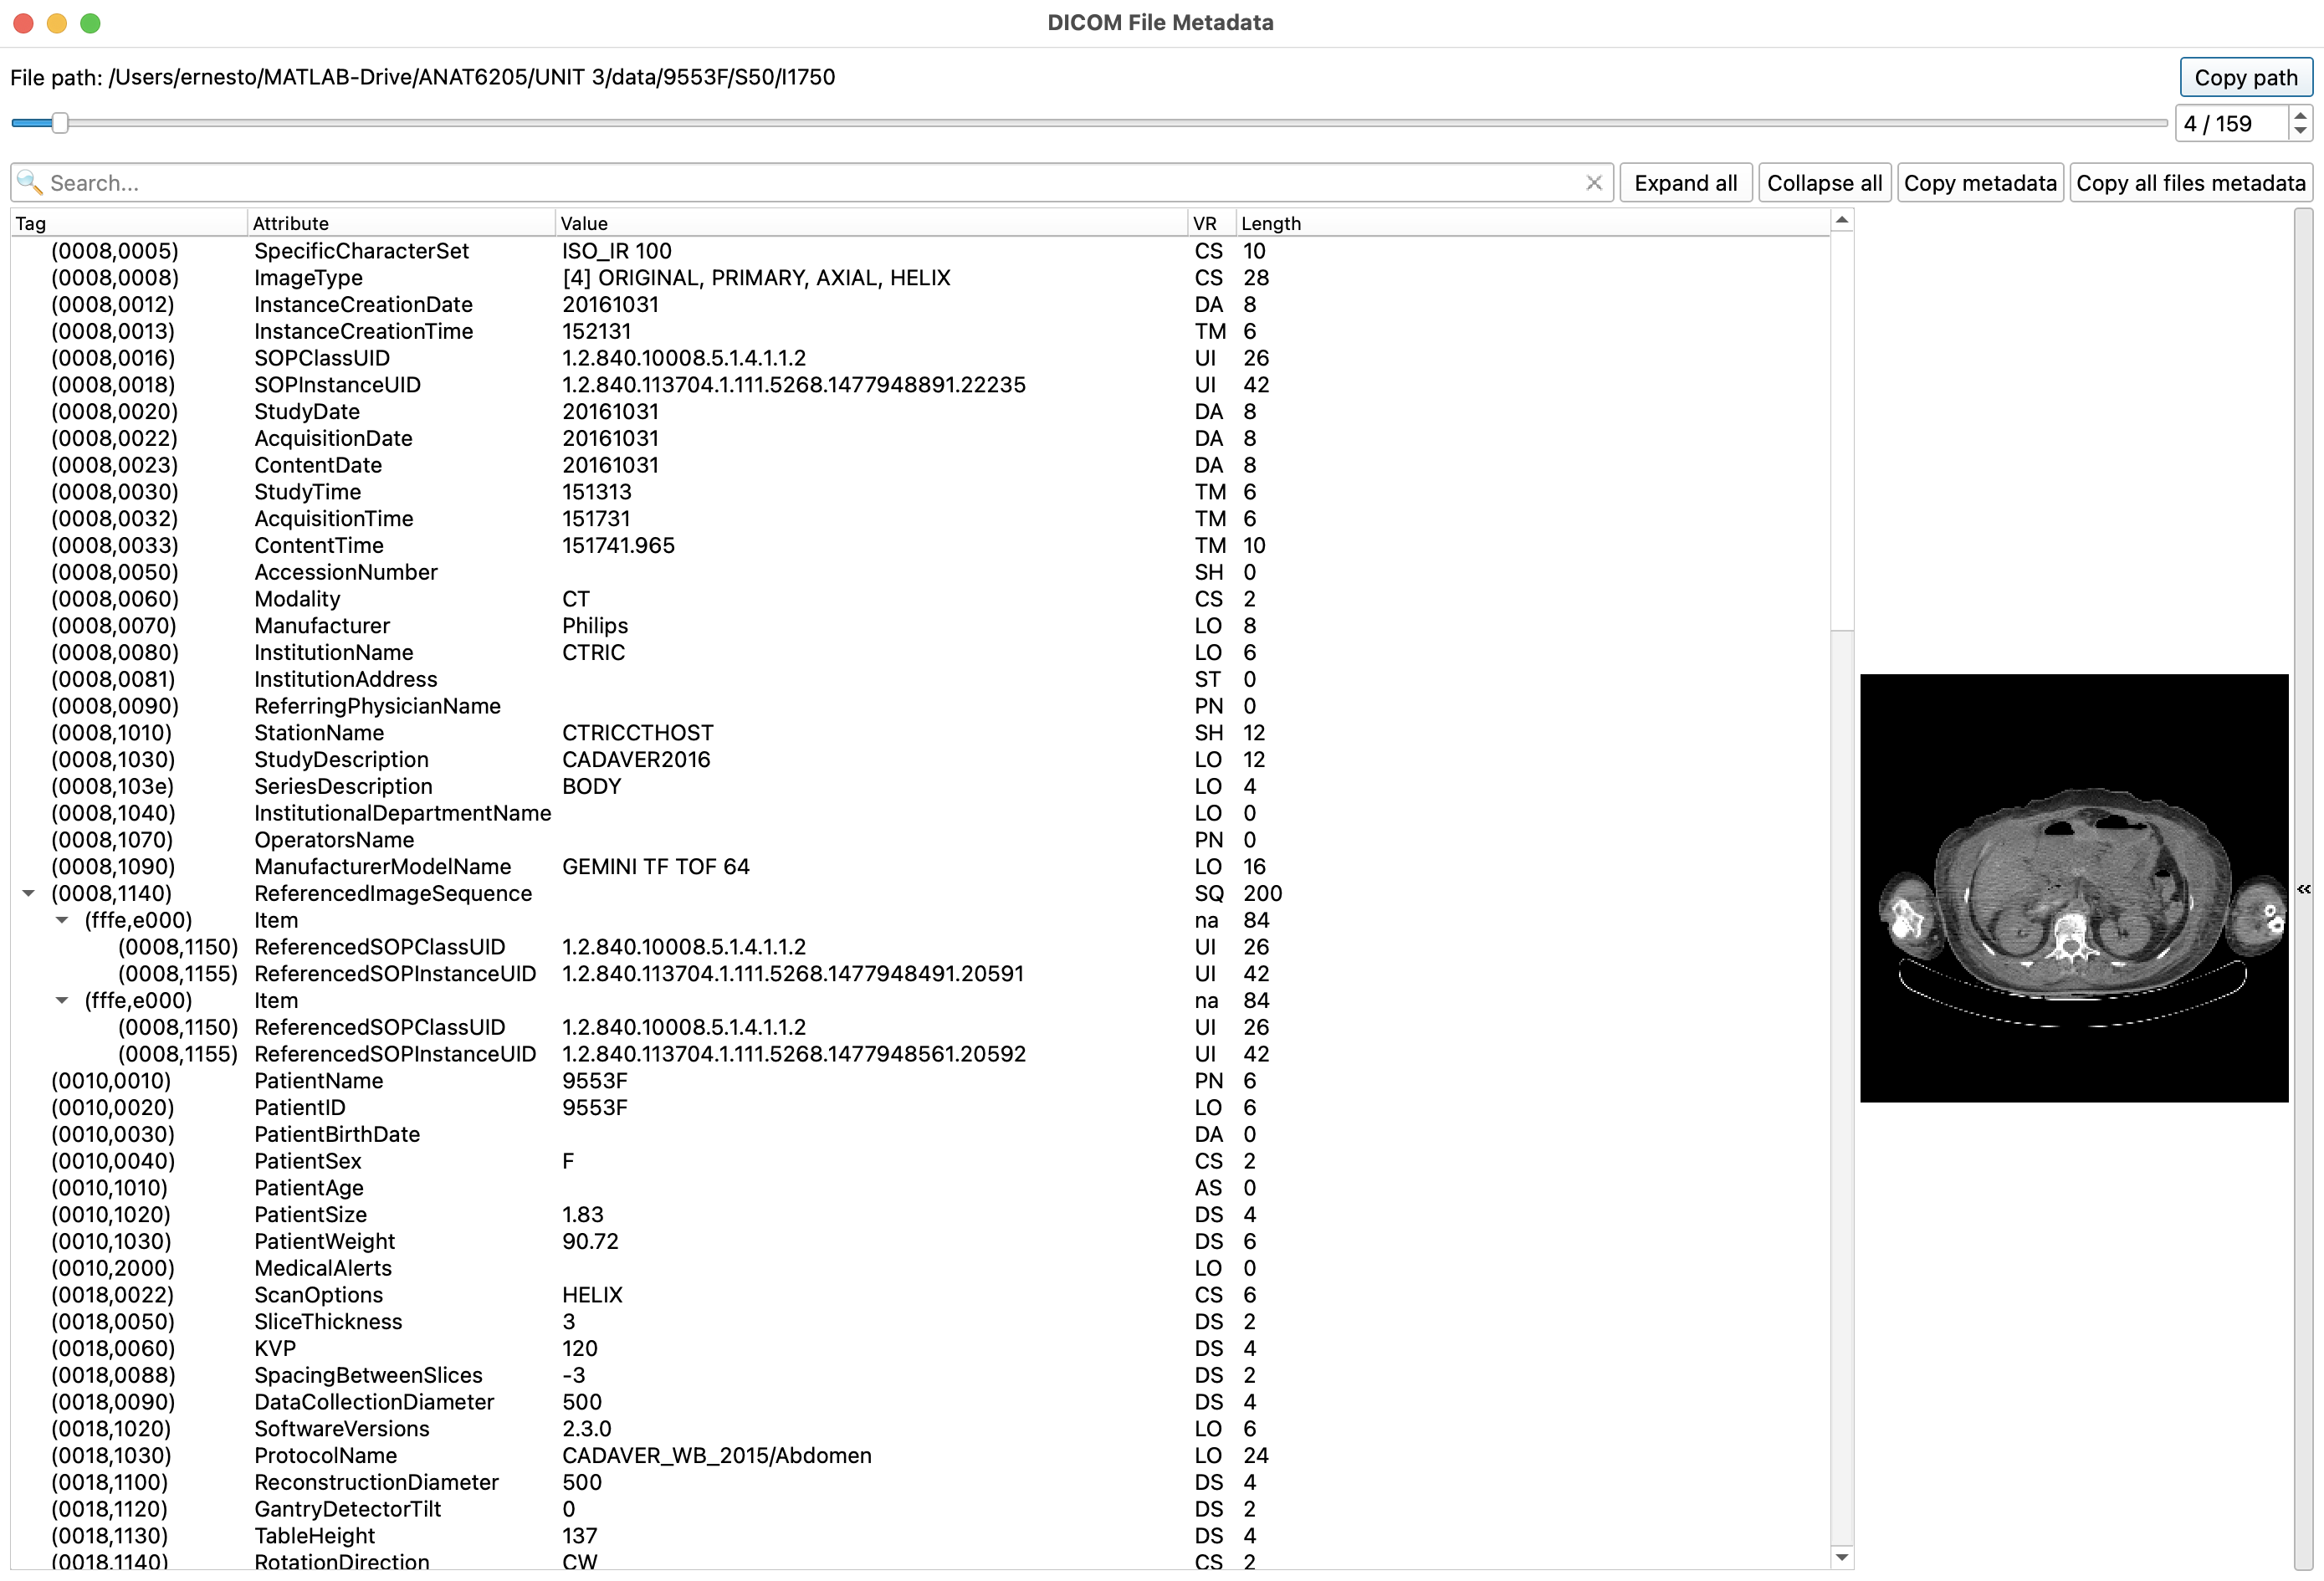 DICOM File Metadata
File path: /Users/ernesto/MATLAB-Drive/ANAT6205/UNIT 3/data/9553F/S50/I1750 Copy path
4 / 159
Search... Expand all Collapse all Copy metadata Copy all files metadata
Tag Attribute Value VR Length
(0008,0005) SpecificCharacterSet ISO_IR 100 CS 10
(0008,0008) ImageType [4] ORIGINAL, PRIMARY, AXIAL, HELIX CS 28
(0008,0012) InstanceCreationDate 20161031 DA 8
(0008,0013) InstanceCreationTime 152131 TM 6
(0008,0016) SOPClassUID 1.2.840.10008.5.1.4.1.1.2 UI 26
(0008,0018) SOPInstanceUID 1.2.840.113704.1.111.5268.1477948891.22235 UI 42
(0008,0020) StudyDate 20161031 DA 8
(0008,0022) AcquisitionDate 20161031 DA 8
(0008,0023) ContentDate 20161031 DA 8
(0008,0030) StudyTime 151313 TM 6
(0008,0032) AcquisitionTime 151731 TM 6
(0008,0033) ContentTime 151741.965 TM 10
(0008,0050) AccessionNumber SH 0
(0008,0060) Modality CT CS 2
(0008,0070) Manufacturer Philips LO 8
(0008,0080) InstitutionName CTRIC LO 6
(0008,0081) InstitutionAddress ST 0
(0008,0090) ReferringPhysicianName PN 0
(0008,1010) StationName CTRICCTHOST SH 12
(0008,1030) StudyDescription CADAVER2016 LO 12
(0008,103e) SeriesDescription BODY LO 4
(0008,1040) InstitutionalDepartmentName LO 0
(0008,1070) OperatorsName PN 0
(0008,1090) ManufacturerModelName GEMINI TF TOF 64 LO 16
(0008,1140) ReferencedImageSequence SQ 200
(fffe,e000) Item na 84
(0008,1150) ReferencedSOPClassUID 1.2.840.10008.5.1.4.1.1.2 UI 26
(0008,1155) ReferencedSOPInstanceUID 1.2.840.113704.1.111.5268.1477948491.20591 UI 42
(fffe,e000) Item na 84
(0008,1150) ReferencedSOPClassUID 1.2.840.10008.5.1.4.1.1.2 UI 26
(0008,1155) ReferencedSOPInstanceUID 1.2.840.113704.1.111.5268.1477948561.20592 UI 42
(0010,0010) PatientName 9553F PN 6
(0010,0020) PatientID 9553F LO 6
(0010,0030) PatientBirthDate DA 0
(0010,0040) PatientSex F CS 2
(0010,1010) PatientAge AS 0
(0010,1020) PatientSize 1.83 DS 4
(0010,1030) PatientWeight 90.72 DS 6
(0010,2000) MedicalAlerts LO 0
(0018,0022) ScanOptions HELIX CS 6
(0018,0050) SliceThickness 3 DS 2
(0018,0060) KVP 120 DS 4
(0018,0088) SpacingBetweenSlices -3 DS 2
(0018,0090) DataCollectionDiameter 500 DS 4
(0018,1020) SoftwareVersions 2.3.0 LO 6
(0018,1030) ProtocolName CADAVER_WB_2015/Abdomen LO 24
(0018,1100) ReconstructionDiameter 500 DS 4
(0018,1120) GantryDetectorTilt 0 DS 2
(0018,1130) TableHeight 137 DS 4
(0018,1140) RotationDirection CW CS 2